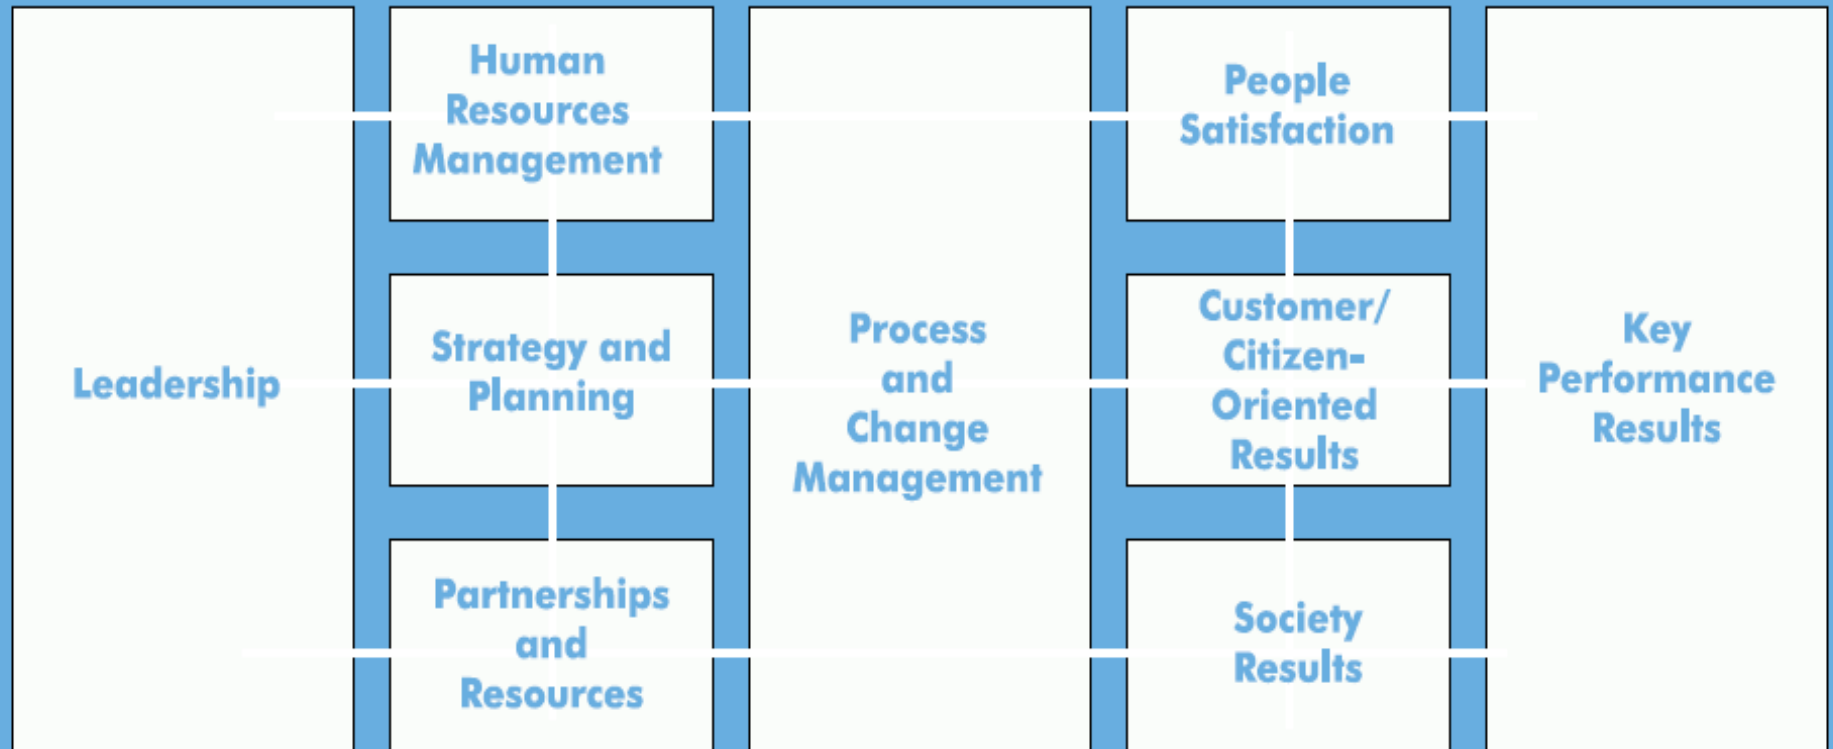 Leadership
Human
Resources
Management
Strategy and
Planning
Partnerships
and
Resources
Process
and
Change
Management
People
Satisfaction
Customer/
Citizen-
Oriented
Results
Society
Results
Key
Performance
Results